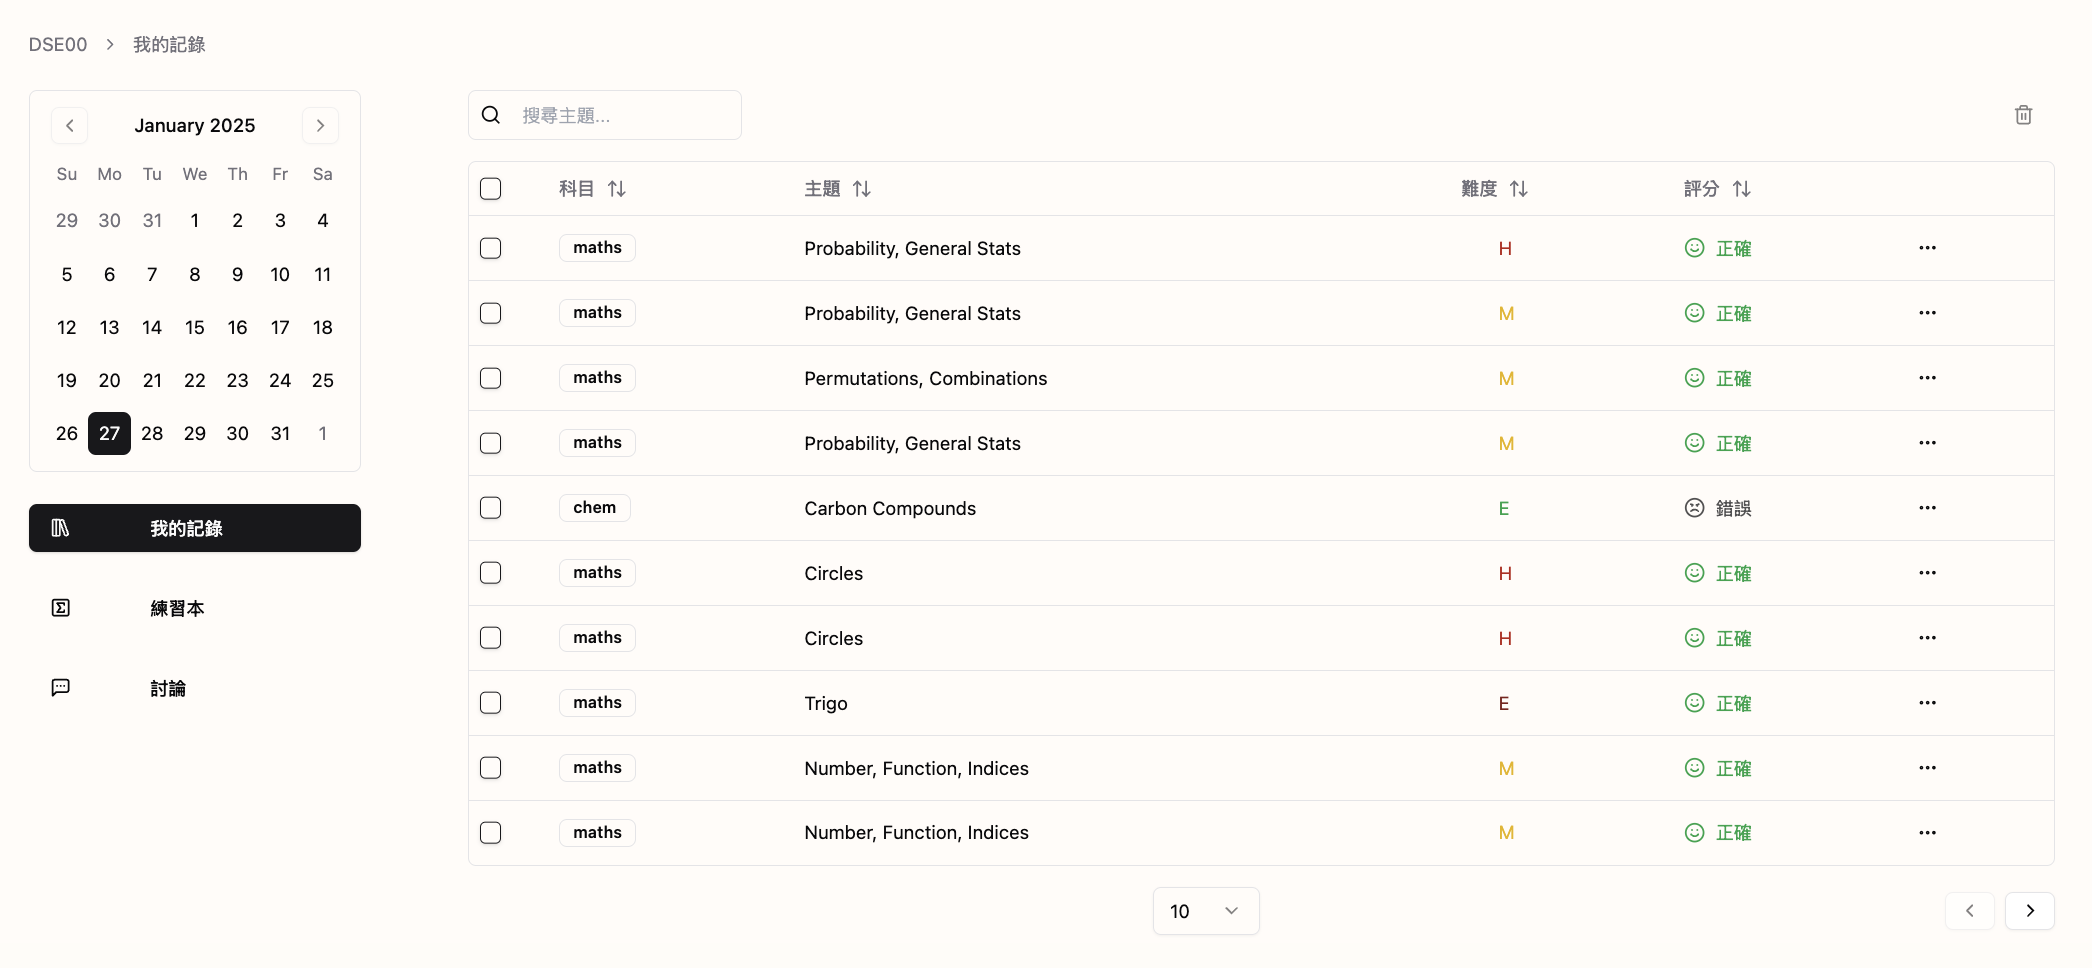 DSE00 > 我的記錄
January 2025
Su Mo Tu We Th Fr Sa
29 30 31 1 2 3 4
5 6 7 8 9 10 11
12 13 14 15 16 17 18
19 20 21 22 23 24 25
26 27 28 29 30 31 1
我的記錄
練習本
討論
搜尋主題...
科目 主題 難度 評分
maths Probability, General Stats H 正確 ...
maths Probability, General Stats M 正確 ...
maths Permutations, Combinations M 正確 ...
maths Probability, General Stats M 正確 ...
chem Carbon Compounds E 錯誤 ...
maths Circles H 正確 ...
maths Circles H 正確 ...
maths Trigo E 正確 ...
maths Number, Function, Indices M 正確 ...
maths Number, Function, Indices M 正確 ...
10